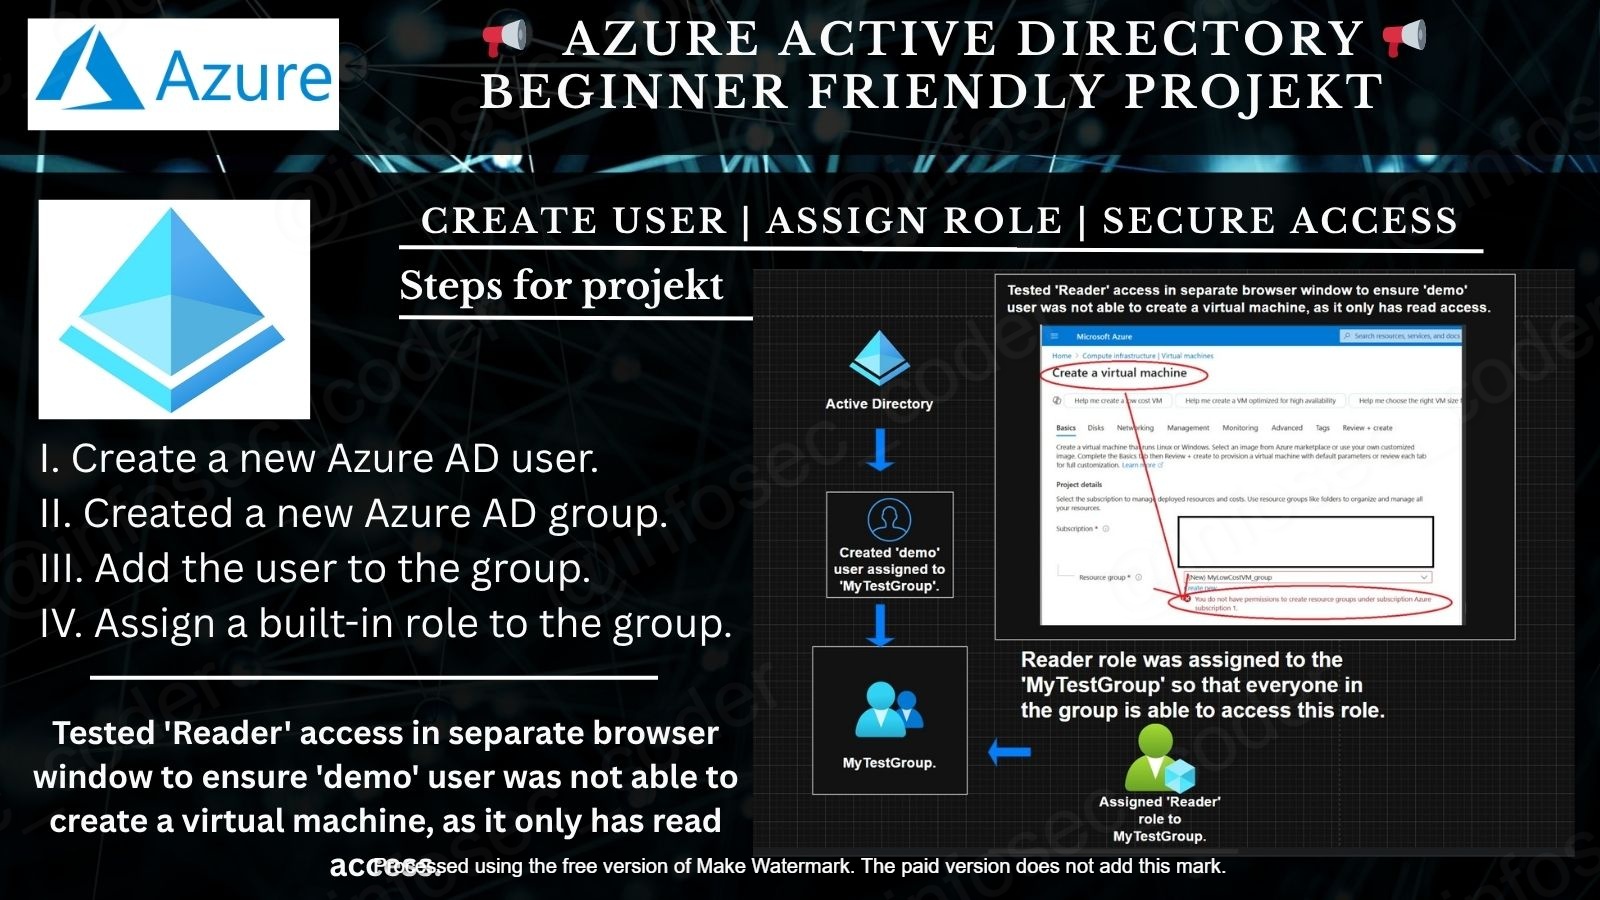 Azure
AZURE ACTIVE DIRECTORY
BEGINNER FRIENDLY PROJEKT
CREATE USER | ASSIGN ROLE | SECURE ACCESS
Steps for projekt
I. Create a new Azure AD user.
II. Created a new Azure AD group.
III. Add the user to the group.
IV. Assign a built-in role to the group.
Tested 'Reader' access in separate browser
window to ensure 'demo' user was not able to
create a virtual machine, as it only has read
access.
Active Directory
Created 'demo'
user assigned to
'MyTestGroup'.
MyTestGroup.
Tested 'Reader' access in separate browser window to ensure 'demo'
user was not able to create a virtual machine, as it only has read access.
Microsoft Azure
Search resources, services, and docs
Home > Compute infrastructure | Virtual machines
Create a virtual machine
Help me create a low cost VM
Help me create a VM optimized for high availability
Help me choose the right VM size f
Basics Disks Networking Management Monitoring Advanced Tags Review + create
Create a virtual machine that runs Linux or Windows. Select an image from Azure marketplace or use your own customized
image. Complete the Basics tab then Review + create to provision a virtual machine with default parameters or review each tab
for full customization. Learn more
Project details
Select the subscription to manage deployed resources and costs. Use resource groups like folders to organize and manage all
your resources.
Subscription *
Resource group *
(New) MyLowCostVM_group
Create new
You do not have permissions to create resource groups under subscription Azure
subscription 1.
Reader role was assigned to the
'MyTestGroup' so that everyone in
the group is able to access this role.
Assigned 'Reader'
role to
MyTestGroup.
Processed using the free version of Make Watermark. The paid version does not add this mark.
@infosec_coder